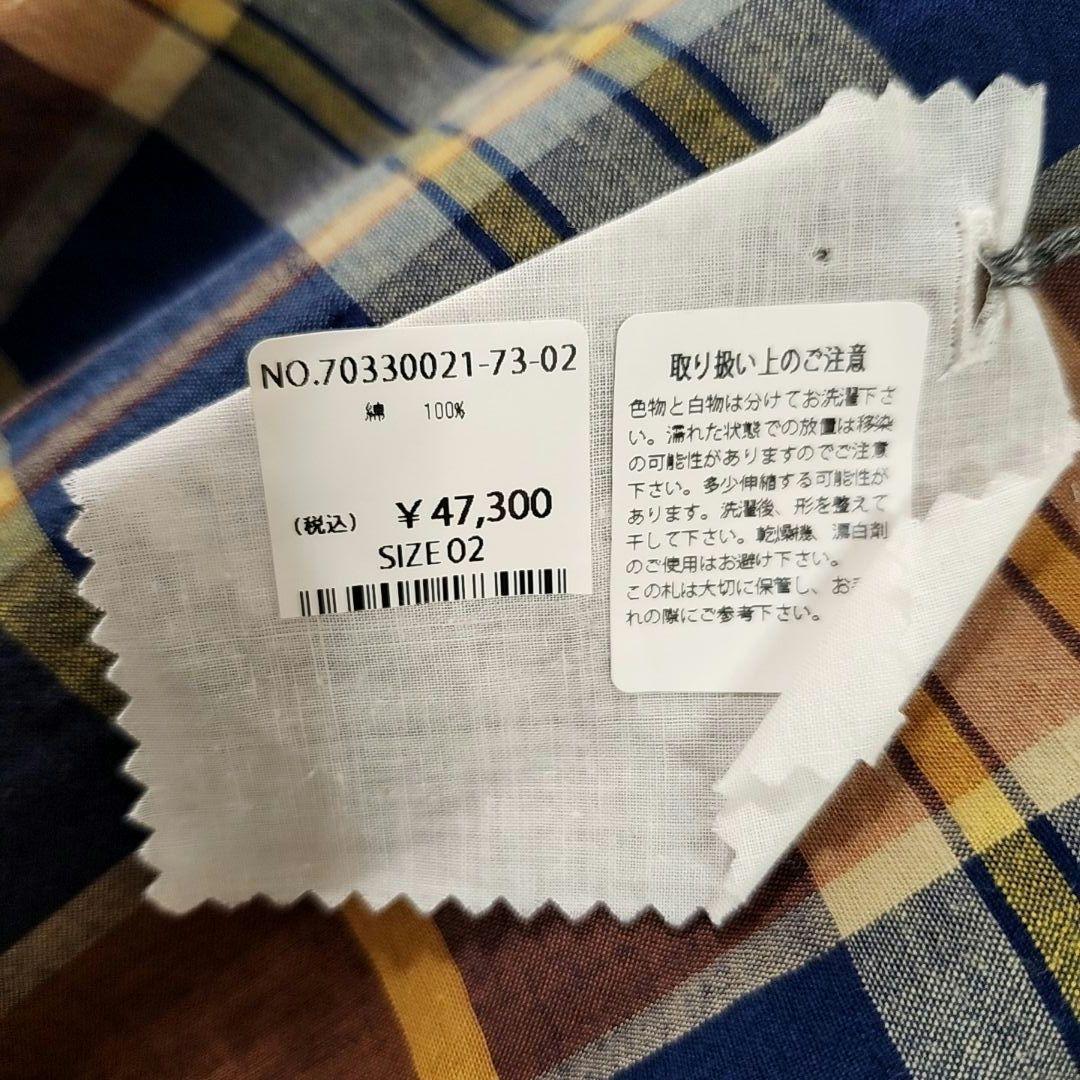 NO.70330021-73-02
綿 100%
(税込) ¥47,300
SIZE 02
取り扱い上のご注意
色物と白物は分けてお洗濯下さ
い。濡れた状態での放置は移染
の可能性がありますのでご注意
下さい。多少伸縮する可能性が
あります。洗濯後、形を整えて
干して下さい。乾燥機、漂白剤
のご使用はお避け下さい。
この札は大切に保管し、お
れの際にご参考下さい。